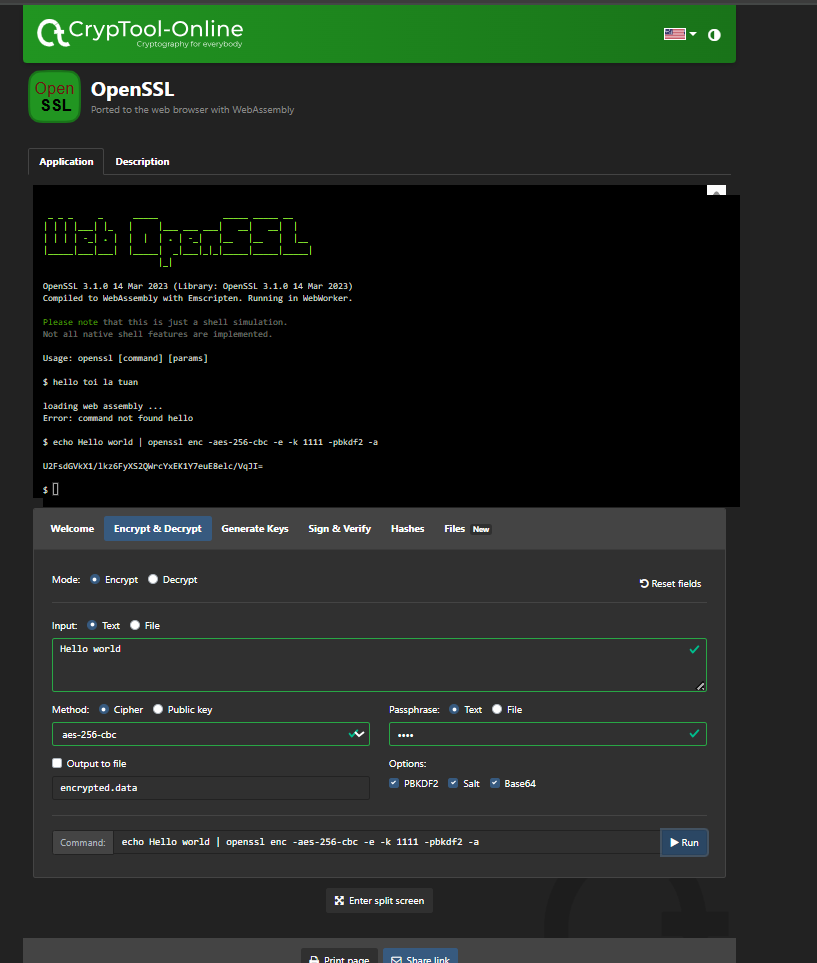 CrypTool-Online
Cryptography for everybody
Open
SSL
OpenSSL
Ported to the web browser with WebAssembly
Application
Description
Web OpenSSL
OpenSSL 3.1.0 14 Mar 2023 (Library: OpenSSL 3.1.0 14 Mar 2023)
Compiled to WebAssembly with Emscripten. Running in WebWorker.
Please note that this is just a shell simulation.
Not all native shell features are implemented.
Usage: openssl [command] [params]
$ hello toi la tuan
loading web assembly ...
Error: command not found hello
$ echo Hello world | openssl enc -aes-256-cbc -e -k 1111 -pbkdf2 -a
U2FsdGVkX1/lkz6FyXS2QWrcYxEK1Y7euE8elc/VqJI=
$
Welcome Encrypt & Decrypt Generate Keys Sign & Verify Hashes Files New
Mode: Encrypt Decrypt
Reset fields
Input: Text File
Hello world
Method: Cipher Public key
Passphrase: Text File
aes-256-cbc
••••
Output to file
Options:
encrypted.data
PBKDF2 Salt Base64
Command: echo Hello world | openssl enc -aes-256-cbc -e -k 1111 -pbkdf2 -a
Run
Enter split screen
Print page
Share link